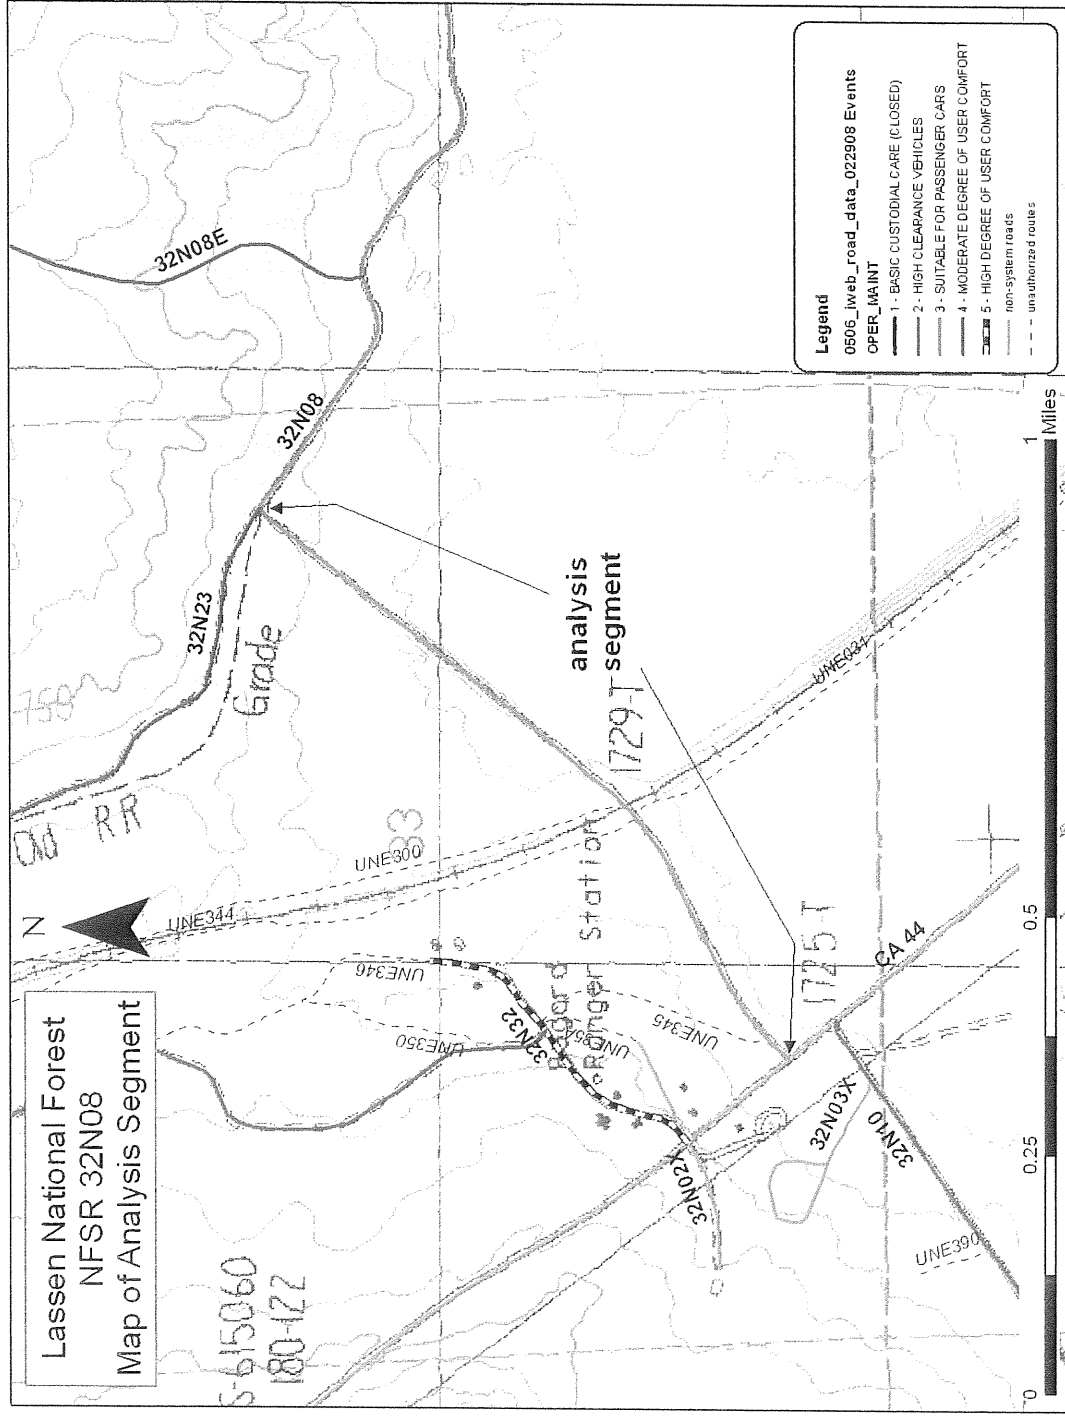 Lassen National Forest
NFSR 32N08
Map of Analysis Segment
N
S-615060
180-122
Old RR
Grade
32N23
32N08
32N08E
UNE344
UNE300
33
UNE346
UNE350
32N32
Ranger Station
UNE345
1729-T
analysis
segment
UNE031
1725-T
CA 44
32N02X
32N03X
32N10
UNE390
Legend
0506_iweb_road_data_022908 Events
OPER_MAINT
1 - BASIC CUSTODIAL CARE (CLOSED)
2 - HIGH CLEARANCE VEHICLES
3 - SUITABLE FOR PASSENGER CARS
4 - MODERATE DEGREE OF USER COMFORT
5 - HIGH DEGREE OF USER COMFORT
non-system roads
unauthorized routes
0
0.25
0.5
1
Miles